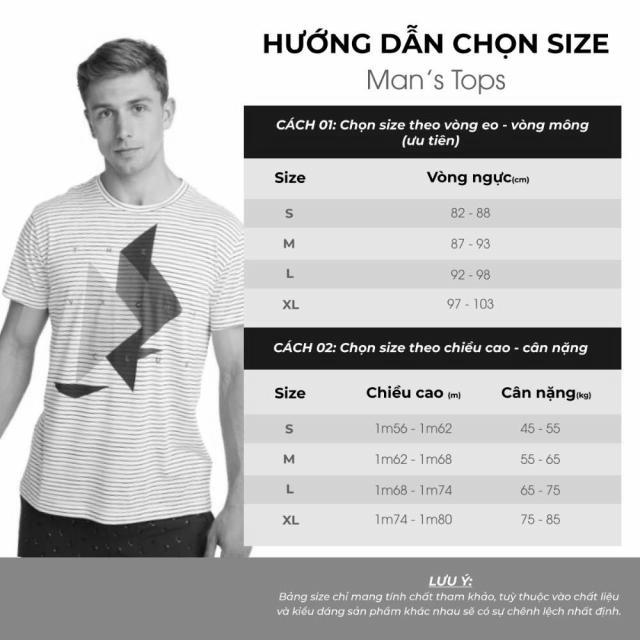 HƯỚNG DẪN CHỌN SIZE
Man's Tops
CÁCH 01: Chọn size theo vòng eo - vòng mông
(ưu tiên)
Size Vòng ngực(cm)
S 82 - 88
M 87 - 93
L 92 - 98
XL 97 - 103
CÁCH 02: Chọn size theo chiều cao - cân nặng
Size Chiều cao (m) Cân nặng(kg)
S 1m56 - 1m62 45 - 55
M 1m62 - 1m68 55 - 65
L 1m68 - 1m74 65 - 75
XL 1m74 - 1m80 75 - 85
LƯU Ý:
Bảng size chỉ mang tính chất tham khảo, tuỳ thuộc vào chất liệu
và kiểu dáng sản phẩm khác nhau sẽ có sự chênh lệch nhất định.